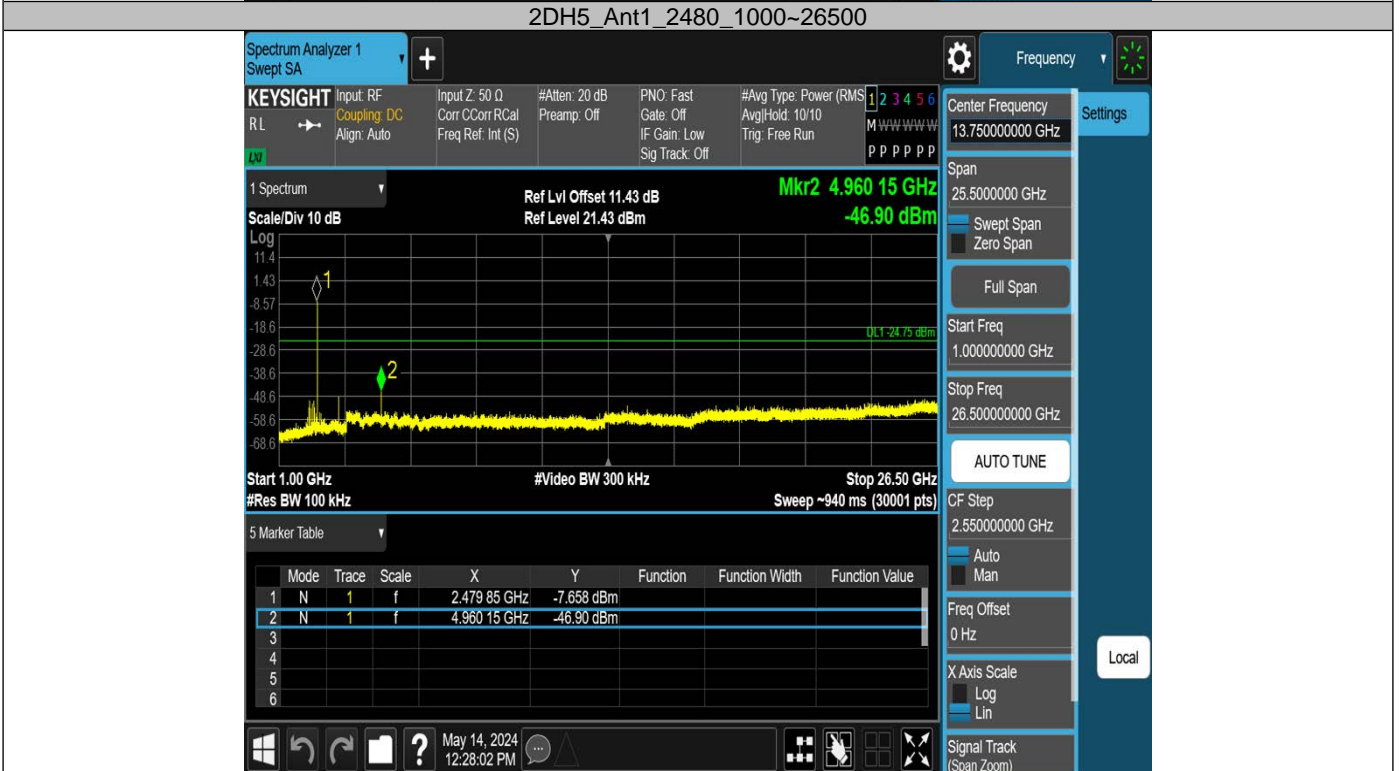 2DH5_Ant1_2480_1000~26500
Spectrum Analyzer 1
Swept SA
+
Frequency
KEYSIGHT
RL
LXI
Input: RF
Coupling: DC
Align: Auto
Input Z: 50 Ω
Corr CCorr RCal
Freq Ref: Int (S)
#Atten: 20 dB
Preamp: Off
PNO: Fast
Gate: Off
IF Gain: Low
Sig Track: Off
#Avg Type: Power (RMS
Avg|Hold: 10/10
Trig: Free Run
1 2 3 4 5 6
M W W W W W
P P P P P P
1 Spectrum
Scale/Div 10 dB
Ref Lvl Offset 11.43 dB
Ref Level 21.43 dBm
Mkr2 4.960 15 GHz
-46.90 dBm
Log
11.4
1.43
-8.57
-18.6
-28.6
-38.6
-48.6
-58.6
-68.6
1
2
DL1 -24.75 dBm
Start 1.00 GHz
#Res BW 100 kHz
#Video BW 300 kHz
Stop 26.50 GHz
Sweep ~940 ms (30001 pts)
5 Marker Table
Mode Trace Scale X Y Function Function Width Function Value
1 N 1 f 2.479 85 GHz -7.658 dBm
2 N 1 f 4.960 15 GHz -46.90 dBm
3
4
5
6
?
May 14, 2024
12:28:02 PM
Center Frequency
13.750000000 GHz
Settings
Span
25.5000000 GHz
Swept Span
Zero Span
Full Span
Start Freq
1.000000000 GHz
Stop Freq
26.500000000 GHz
AUTO TUNE
CF Step
2.550000000 GHz
Auto
Man
Freq Offset
0 Hz
X Axis Scale
Log
Lin
Local
Signal Track
(Span Zoom)